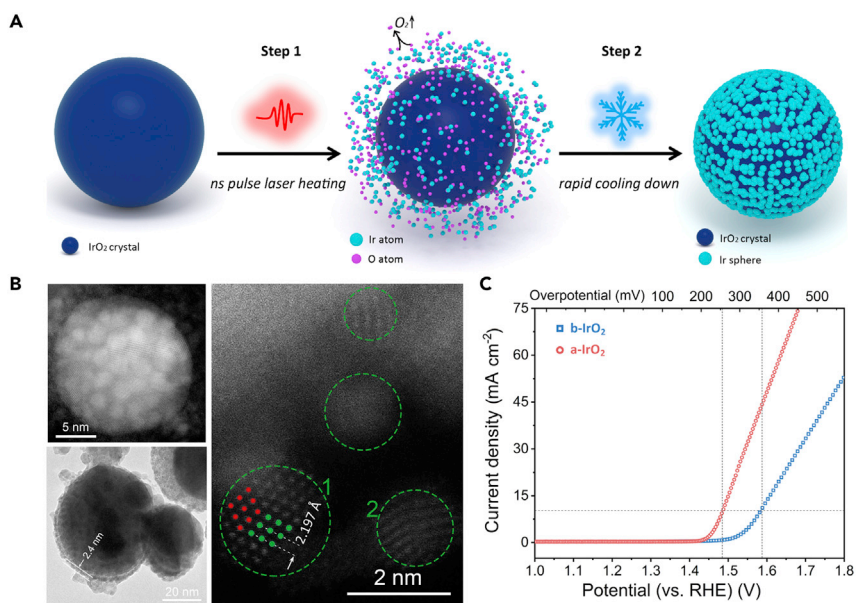 A
O₂↑
Step 1
Step 2
ns pulse laser heating
rapid cooling down
IrO₂ crystal
Ir atom
O atom
IrO₂ crystal
Ir sphere
B
5 nm
2.4 nm
20 nm
1
2.197 Å
2
2 nm
C
Overpotential (mV)
100 200 300 400 500
75
60
45
30
15
0
Current density (mA cm⁻²)
b-IrO₂
a-IrO₂
1.0 1.1 1.2 1.3 1.4 1.5 1.6 1.7 1.8
Potential (vs. RHE) (V)